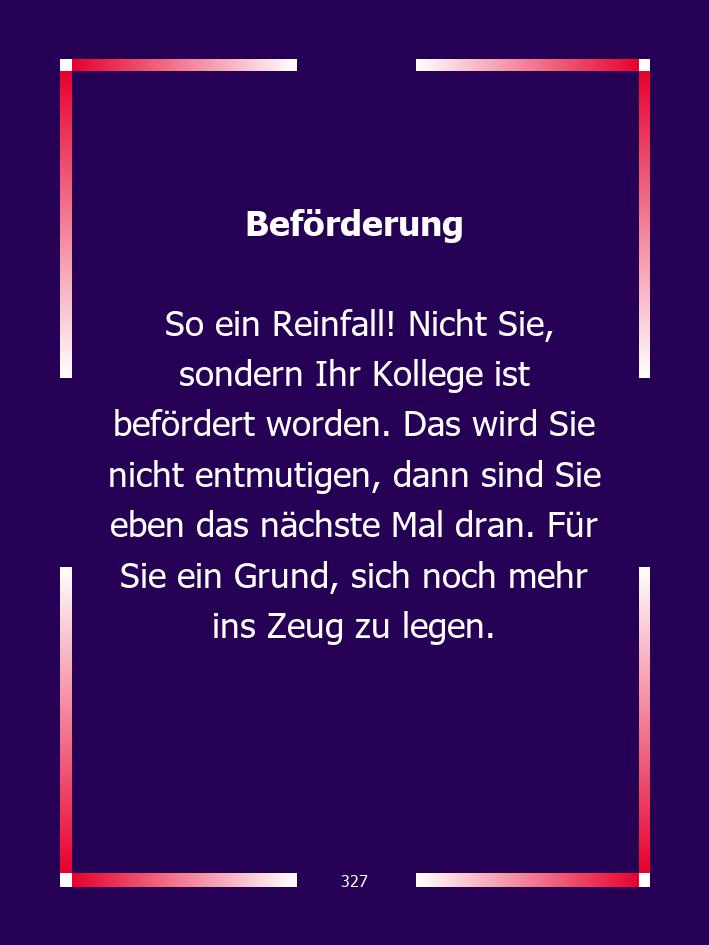 Beförderung
So ein Reinfall! Nicht Sie,
sondern Ihr Kollege ist
befördert worden. Das wird Sie
nicht entmutigen, dann sind Sie
eben das nächste Mal dran. Für
Sie ein Grund, sich noch mehr
ins Zeug zu legen.
327